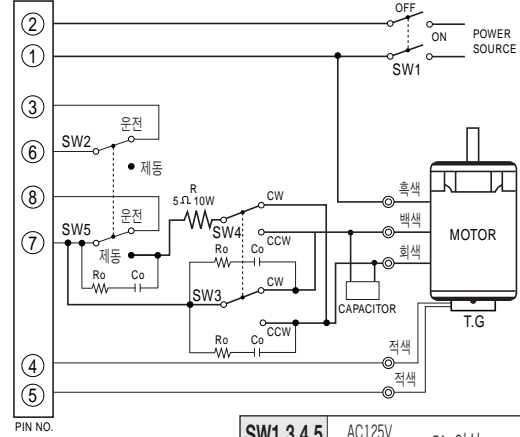 OFF
②
ON
POWER
SOURCE
①
SW1
③
SW2
운전
⑥
제동
⑧
R
5Ω 10W
CW
흑색
SW5
운전
SW4
CCW
백색
MOTOR
⑦
제동
Ro
Co
CW
회색
Ro
Co
SW3
CAPACITOR
CCW
T.G
Ro
Co
적색
④
적색
⑤
PIN NO.
SW1,3,4,5
AC125V